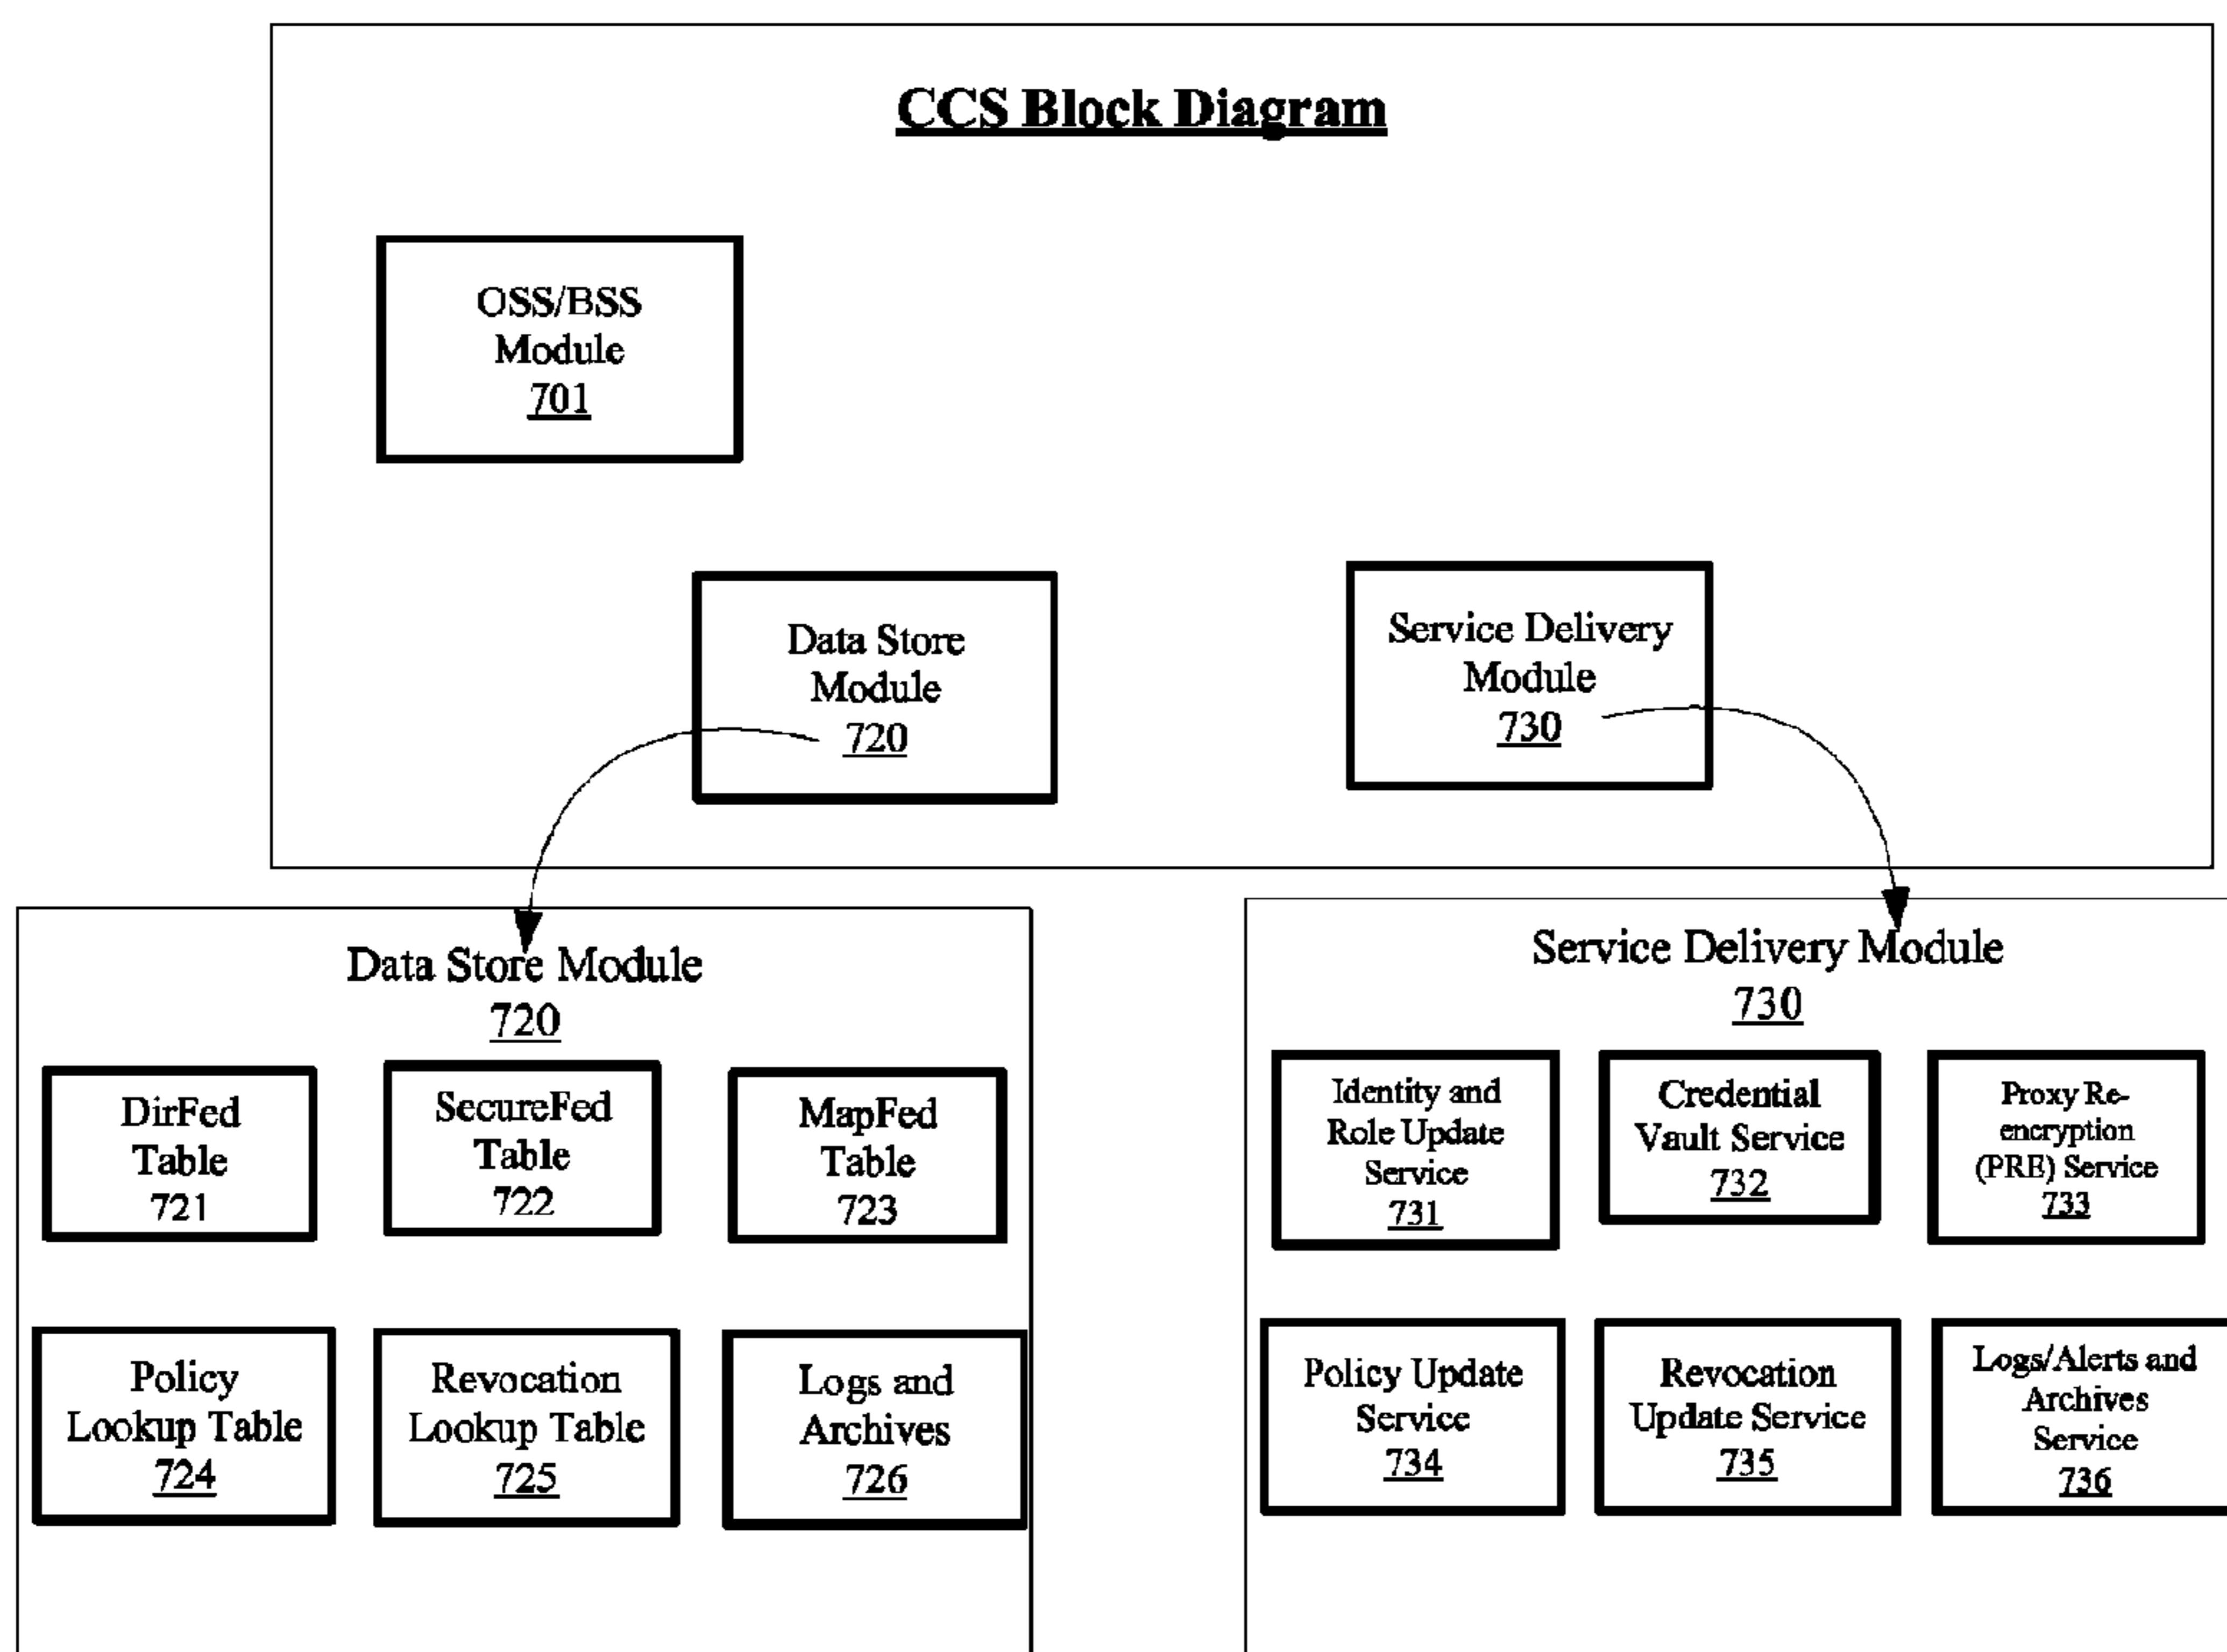 CCS Block Diagram
OSS/BSS
Module
701
Data Store
Module
720
Service Delivery
Module
730
Data Store Module
720
DirFed
Table
721
SecureFed
Table
722
MapFed
Table
723
Policy
Lookup Table
724
Revocation
Lookup Table
725
Logs and
Archives
726
Service Delivery Module
730
Identity and
Role Update
Service
731
Credential
Vault Service
732
Proxy Re-
encryption
(PRE) Service
733
Policy Update
Service
734
Revocation
Update Service
735
Logs/Alerts and
Archives
Service
736